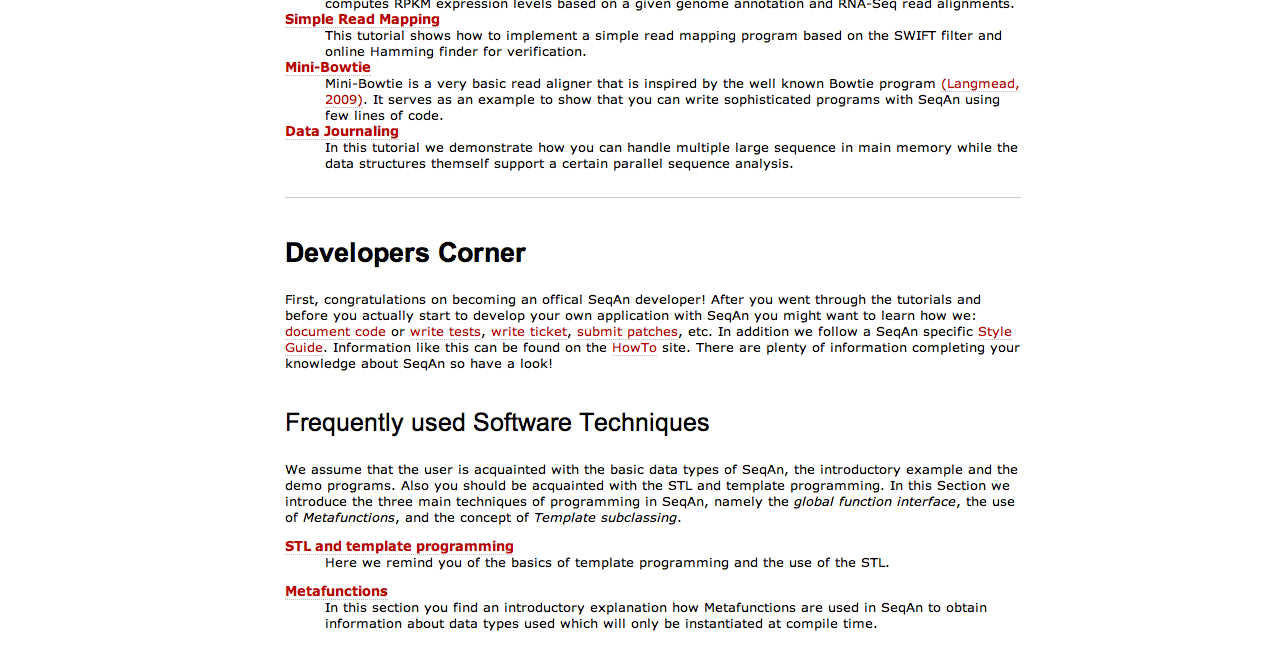 computes RPKM expression levels based on a given genome annotation and RNA-Seq read alignments.
Simple Read Mapping
This tutorial shows how to implement a simple read mapping program based on the SWIFT filter and
online Hamming finder for verification.
Mini-Bowtie
Mini-Bowtie is a very basic read aligner that is inspired by the well known Bowtie program (Langmead,
2009). It serves as an example to show that you can write sophisticated programs with SeqAn using
few lines of code.
Data Journaling
In this tutorial we demonstrate how you can handle multiple large sequence in main memory while the
data structures themself support a certain parallel sequence analysis.
Developers Corner
First, congratulations on becoming an offical SeqAn developer! After you went through the tutorials and
before you actually start to develop your own application with SeqAn you might want to learn how we:
document code or write tests, write ticket, submit patches, etc. In addition we follow a SeqAn specific Style
Guide. Information like this can be found on the HowTo site. There are plenty of information completing your
knowledge about SeqAn so have a look!
Frequently used Software Techniques
We assume that the user is acquainted with the basic data types of SeqAn, the introductory example and the
demo programs. Also you should be acquainted with the STL and template programming. In this Section we
introduce the three main techniques of programming in SeqAn, namely the global function interface, the use
of Metafunctions, and the concept of Template subclassing.
STL and template programming
Here we remind you of the basics of template programming and the use of the STL.
Metafunctions
In this section you find an introductory explanation how Metafunctions are used in SeqAn to obtain
information about data types used which will only be instantiated at compile time.